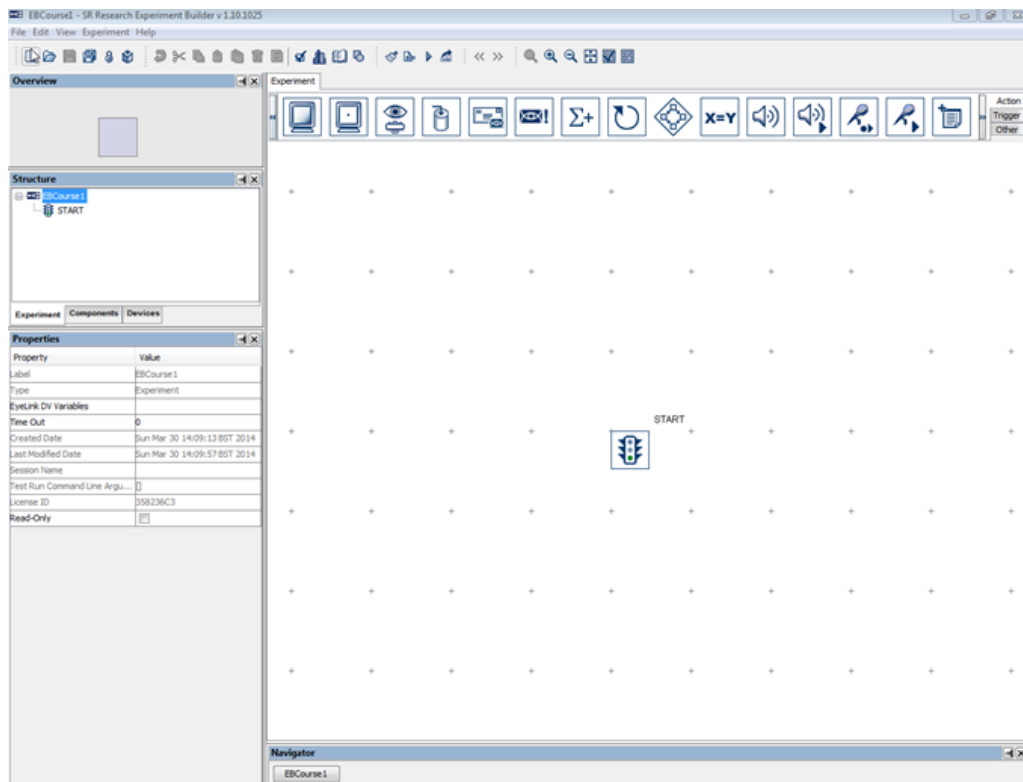 EBCourse1 - SR Research Experiment Builder v 1.10.1025
File Edit View Experiment Help
Overview
Experiment
Action
Trigger
Other
X=Y
Structure
EBCourse1
START
Experiment Components Devices
Properties
Property Value
Label EBCourse1
Type Experiment
EyeLink DV Variables
Time Out 0
Created Date Sun Mar 30 14:09:13 BST 2014
Last Modified Date Sun Mar 30 14:09:57 BST 2014
Session Name
Test Run Command Line Argu... []
License ID 358236C3
Read-Only
START
Navigator
EBCourse1